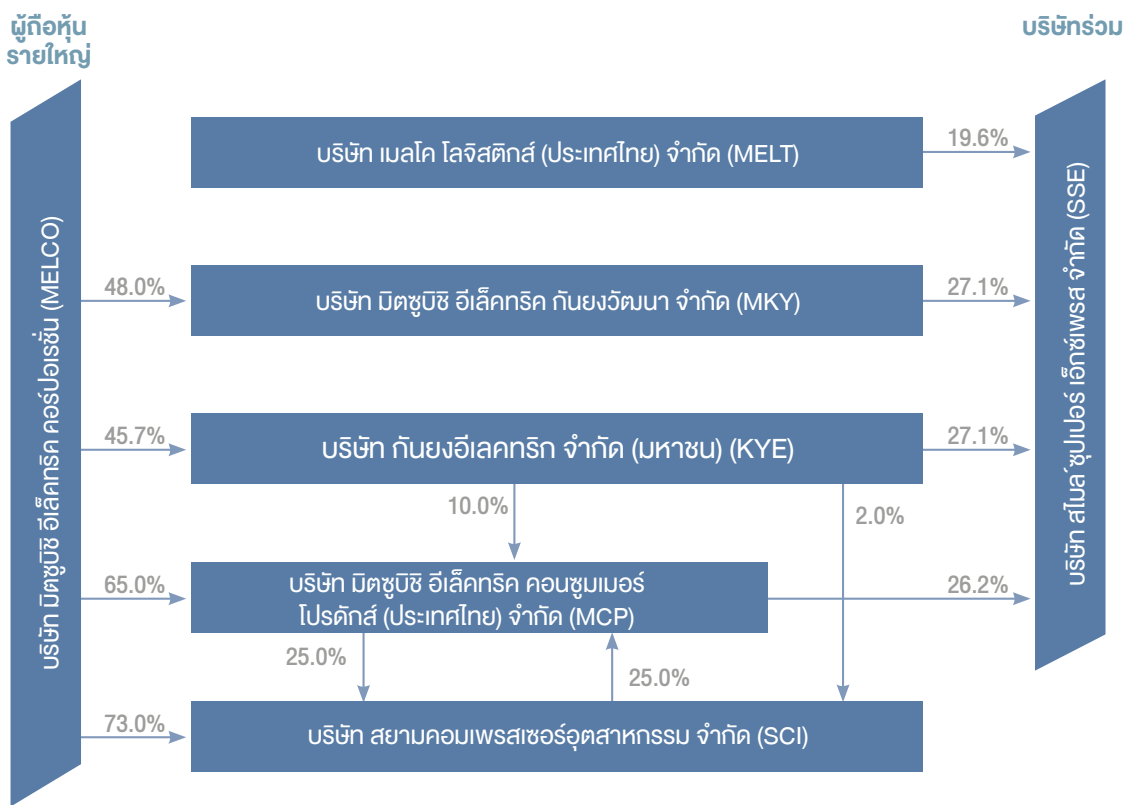 ผู้ถือหุ้น
รายใหญ่
บริษัทร่วม
บริษัท มิตซูบิชิ อีเล็คทริค คอร์ปอเรชั่น (MELCO)
บริษัท เมลโค โลจิสติกส์ (ประเทศไทย) จำกัด (MELT)
19.6%
48.0%
บริษัท มิตซูบิชิ อีเล็คทริค กันยงวัฒนา จำกัด (MKY)
27.1%
45.7%
บริษัท กันยงอีเลคทริก จำกัด (มหาชน) (KYE)
27.1%
10.0%
2.0%
65.0%
บริษัท มิตซูบิชิ อีเล็คทริค คอนซูมเมอร์
โปรดักส์ (ประเทศไทย) จำกัด (MCP)
26.2%
25.0%
25.0%
73.0%
บริษัท สยามคอมเพรสเซอร์อุตสาหกรรม จำกัด (SCI)
บริษัท สไมล์ ซุปเปอร์ เอ็กซ์เพรส จำกัด (SSE)